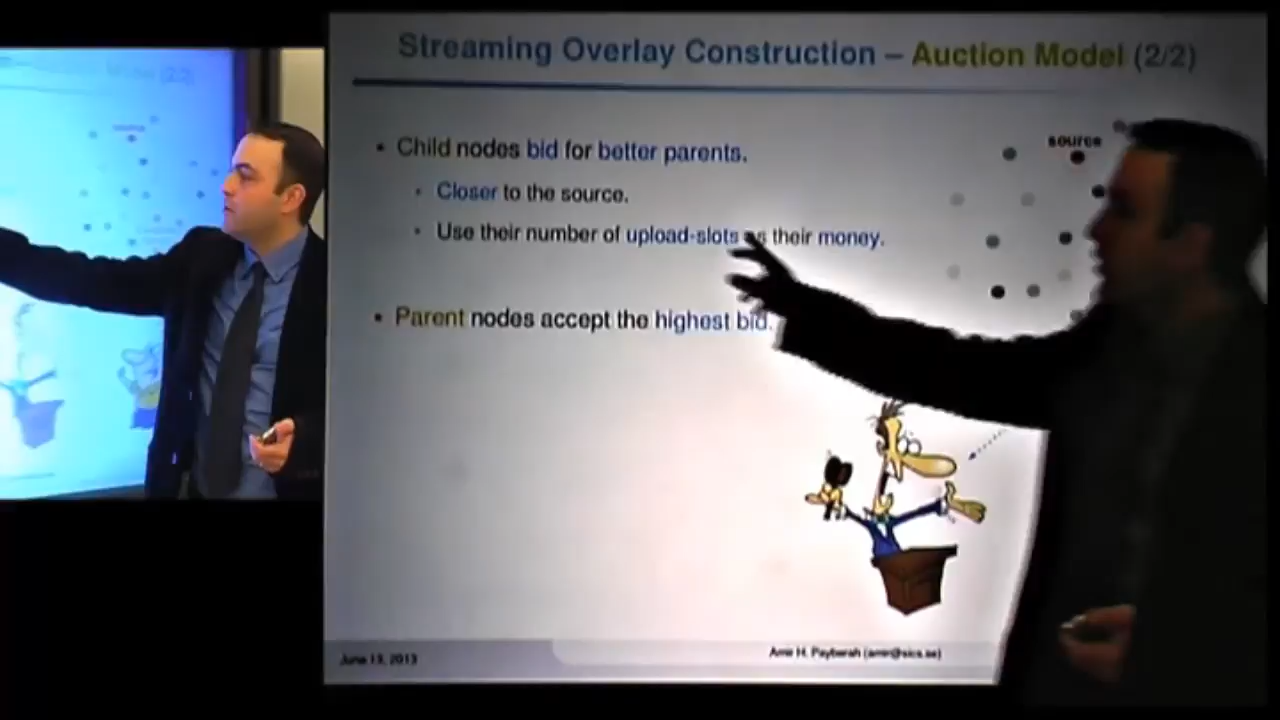 Streaming Overlay Construction – Auction Model (2/2)
source
• Child nodes bid for better parents.
• Closer to the source.
• Use their number of upload-slots as their money.
• Parent nodes accept the highest bid.
June 13, 2013
Amir H. Payberah (amir@sics.se)